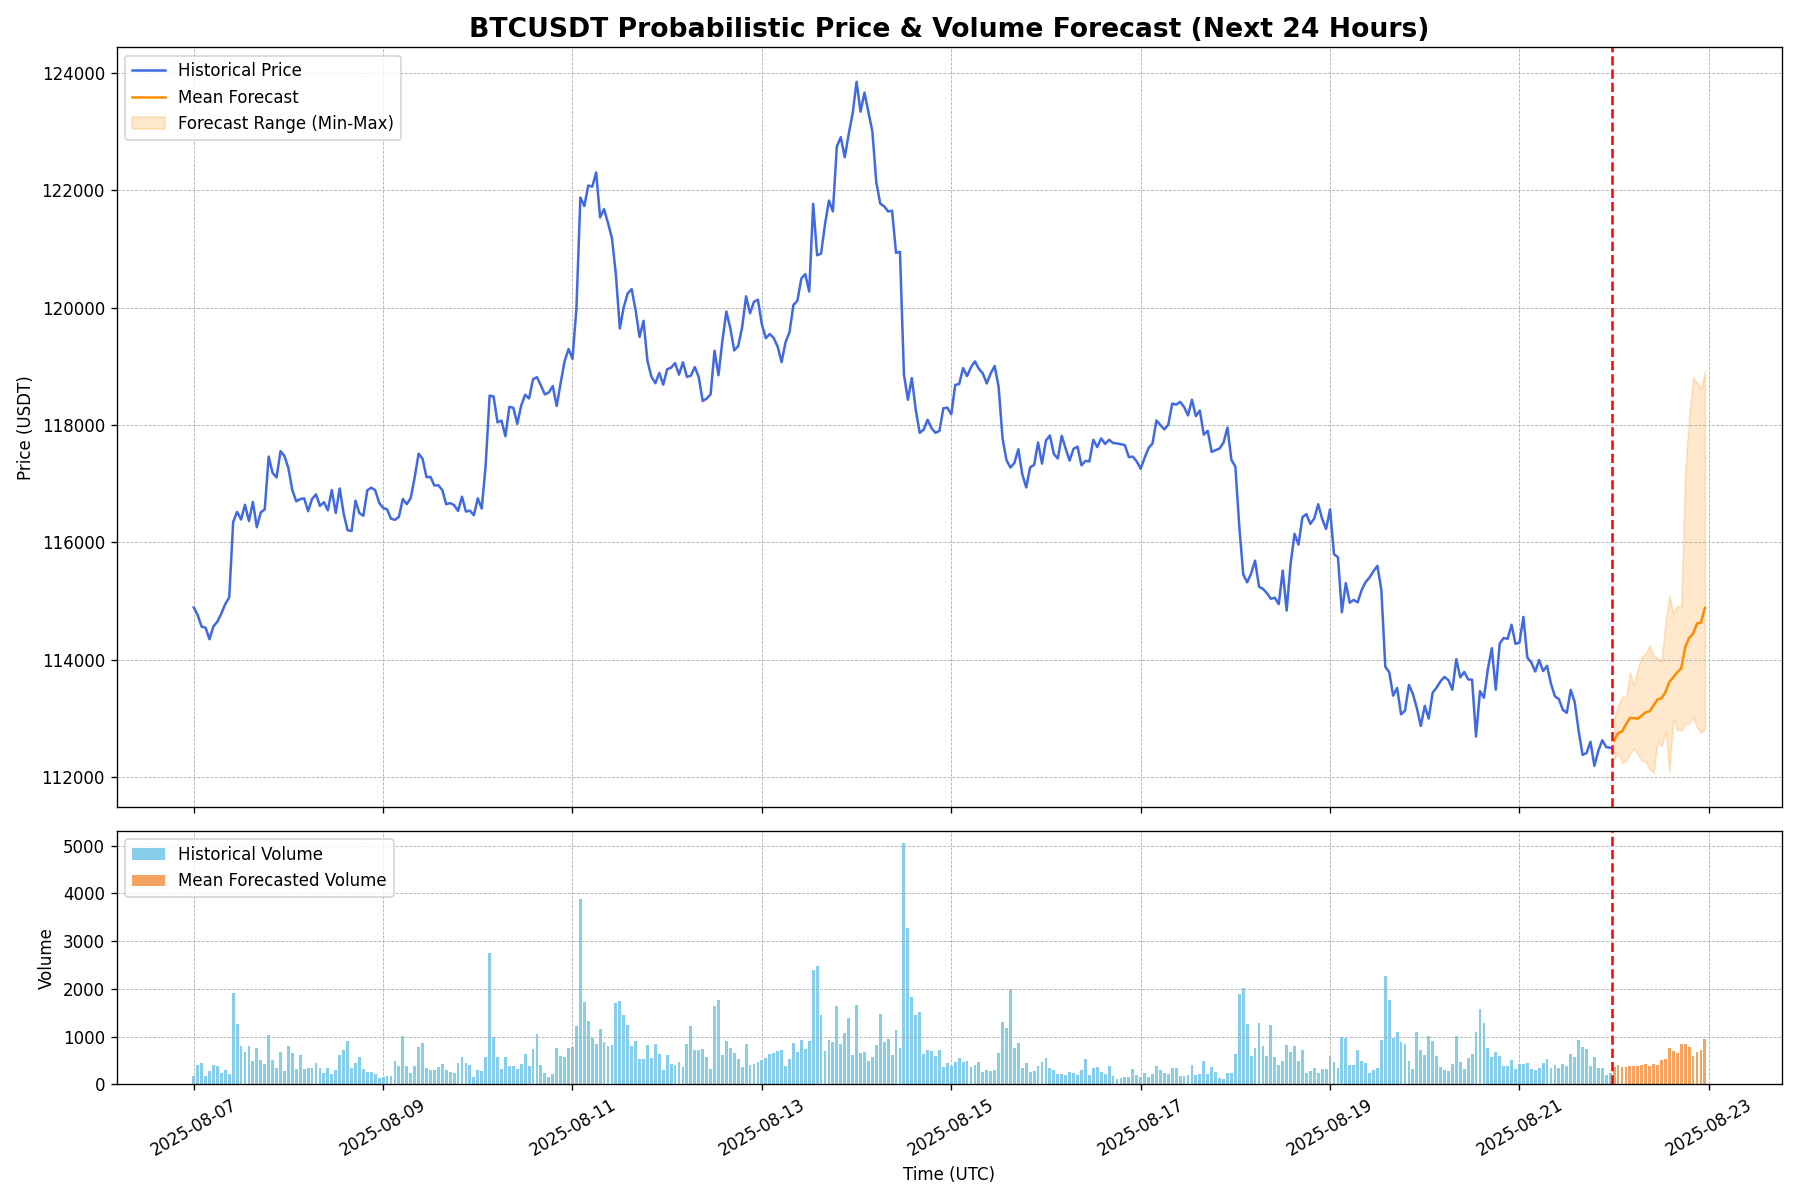 BTCUSDT Probabilistic Price & Volume Forecast (Next 24 Hours)
Historical Price
Mean Forecast
Forecast Range (Min-Max)
Price (USDT)
124000
122000
120000
118000
116000
114000
112000
Historical Volume
Mean Forecasted Volume
Volume
5000
4000
3000
2000
1000
0
2025-08-07
2025-08-09
2025-08-11
2025-08-13
2025-08-15
2025-08-17
2025-08-19
2025-08-21
2025-08-23
Time (UTC)